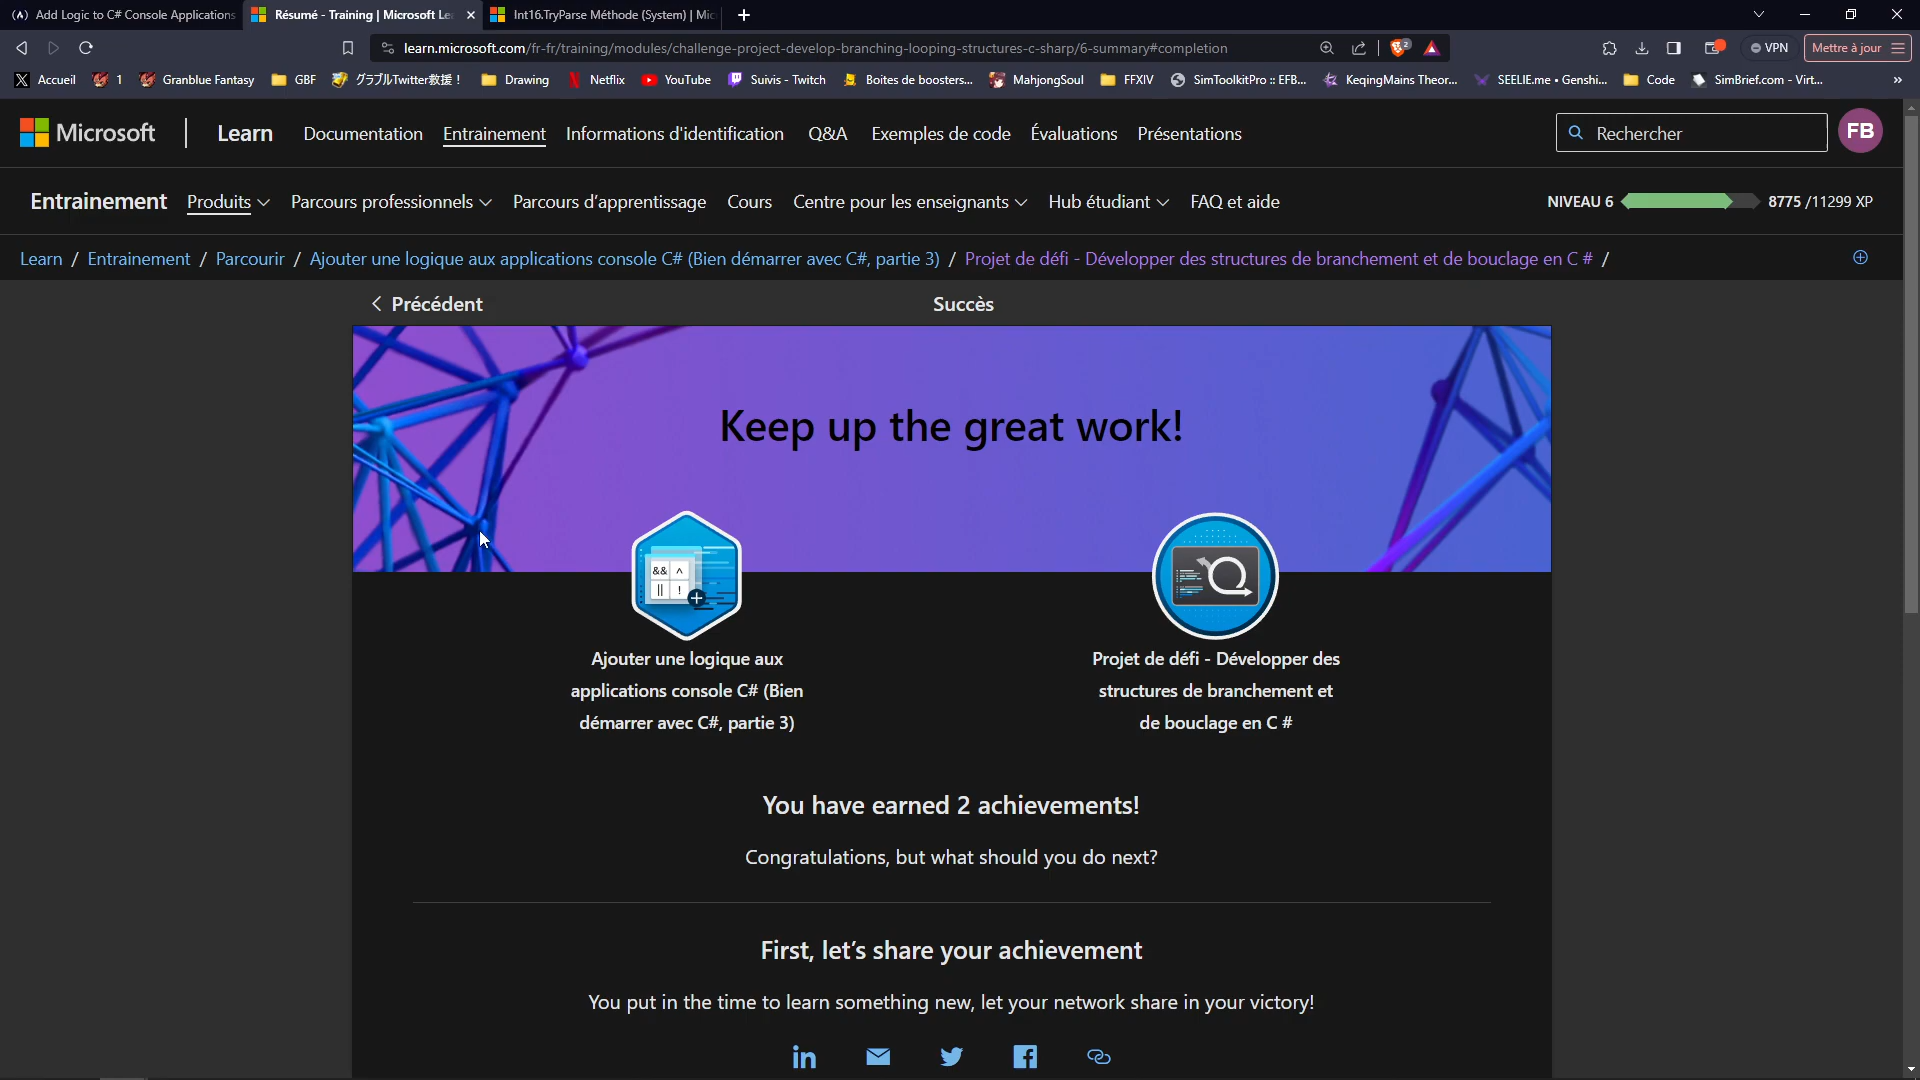 Add Logic to C# Console Applications
Résumé - Training | Microsoft Le
Int16.TryParse Méthode (System) | Mic
learn.microsoft.com/fr-fr/training/modules/challenge-project-develop-branching-looping-structures-c-sharp/6-summary#completion
2
VPN
Mettre à jour
Accueil
1
Granblue Fantasy
GBF
グラブルTwitter救援！
Drawing
Netflix
YouTube
Suivis - Twitch
Boites de boosters...
MahjongSoul
FFXIV
SimToolkitPro :: EFB...
KeqingMains Theor...
SEELIE.me • Genshi...
Code
SimBrief.com - Virt...
»
Microsoft
Learn
Documentation
Entrainement
Informations d'identification
Q&A
Exemples de code
Évaluations
Présentations
Rechercher
FB
Entrainement
Produits
Parcours professionnels
Parcours d'apprentissage
Cours
Centre pour les enseignants
Hub étudiant
FAQ et aide
NIVEAU 6
8775 /11299 XP
Learn / Entrainement / Parcourir / Ajouter une logique aux applications console C# (Bien démarrer avec C#, partie 3) / Projet de défi - Développer des structures de branchement et de bouclage en C # /
Précédent
Succès
Keep up the great work!
&& ^
|| !
Ajouter une logique aux
applications console C# (Bien
démarrer avec C#, partie 3)
Projet de défi - Développer des
structures de branchement et
de bouclage en C #
You have earned 2 achievements!
Congratulations, but what should you do next?
First, let's share your achievement
You put in the time to learn something new, let your network share in your victory!